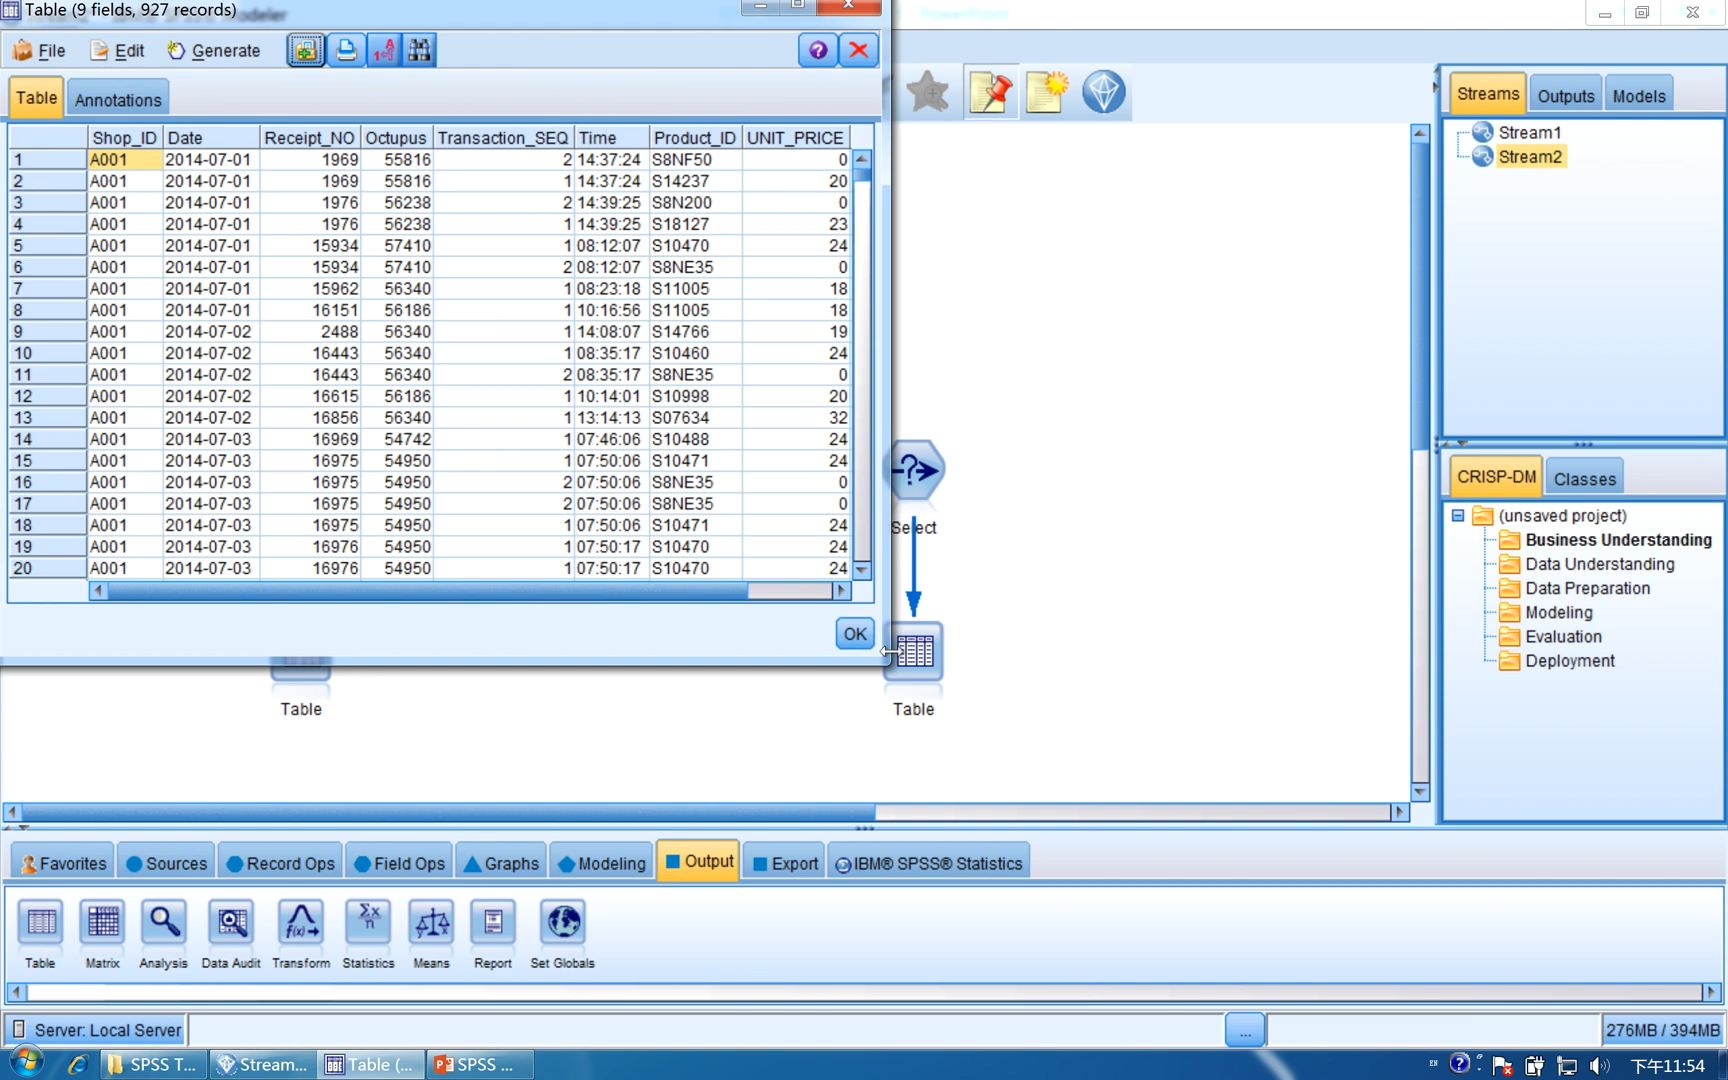 Table (9 fields, 927 records)
File Edit Generate
Table Annotations
Shop_ID Date Receipt_NO Octupus Transaction_SEQ Time Product_ID UNIT_PRICE
1 A001 2014-07-01 1969 55816 2 14:37:24 S8NF50 0
2 A001 2014-07-01 1969 55816 1 14:37:24 S14237 20
3 A001 2014-07-01 1976 56238 2 14:39:25 S8N200 0
4 A001 2014-07-01 1976 56238 1 14:39:25 S18127 23
5 A001 2014-07-01 15934 57410 1 08:12:07 S10470 24
6 A001 2014-07-01 15934 57410 2 08:12:07 S8NE35 0
7 A001 2014-07-01 15962 56340 1 08:23:18 S11005 18
8 A001 2014-07-01 16151 56186 1 10:16:56 S11005 18
9 A001 2014-07-02 2488 56340 1 14:08:07 S14766 19
10 A001 2014-07-02 16443 56340 1 08:35:17 S10460 24
11 A001 2014-07-02 16443 56340 2 08:35:17 S8NE35 0
12 A001 2014-07-02 16615 56186 1 10:14:01 S10998 20
13 A001 2014-07-02 16856 56340 1 13:14:13 S07634 32
14 A001 2014-07-03 16969 54742 1 07:46:06 S10488 24
15 A001 2014-07-03 16975 54950 1 07:50:06 S10471 24
16 A001 2014-07-03 16975 54950 2 07:50:06 S8NE35 0
17 A001 2014-07-03 16975 54950 2 07:50:06 S8NE35 0
18 A001 2014-07-03 16975 54950 1 07:50:06 S10471 24
19 A001 2014-07-03 16976 54950 1 07:50:17 S10470 24
20 A001 2014-07-03 16976 54950 1 07:50:17 S10470 24
OK
Select
Table
Table
Streams Outputs Models
Stream1
Stream2
CRISP-DM Classes
(unsaved project)
Business Understanding
Data Understanding
Data Preparation
Modeling
Evaluation
Deployment
Favorites Sources Record Ops Field Ops Graphs Modeling Output Export IBM® SPSS® Statistics
Table Matrix Analysis Data Audit Transform Statistics Means Report Set Globals
Server: Local Server ... 276MB / 394MB
SPSS T... Stream... Table (... SPSS ... EN 下午11:54